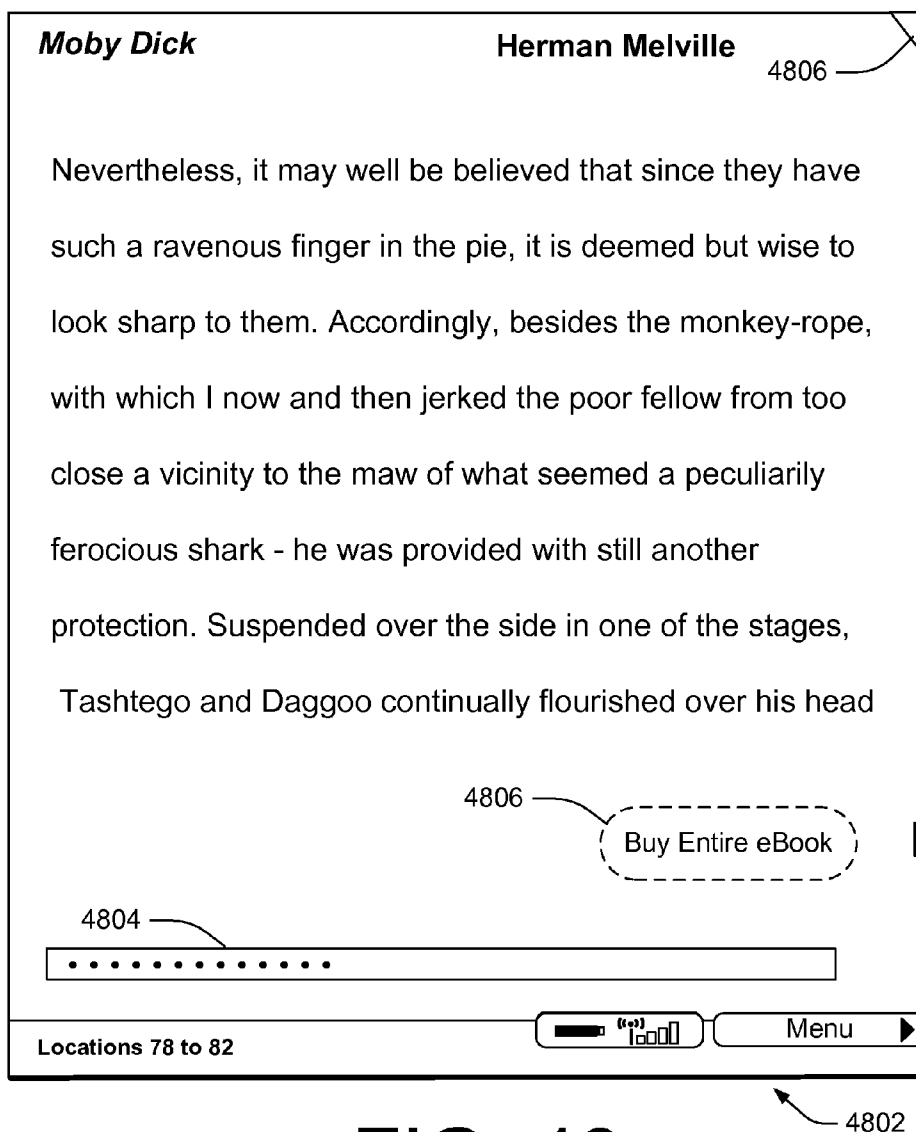 Moby Dick Herman Melville
4806
Nevertheless, it may well be believed that since they have
such a ravenous finger in the pie, it is deemed but wise to
look sharp to them. Accordingly, besides the monkey-rope,
with which I now and then jerked the poor fellow from too
close a vicinity to the maw of what seemed a peculiarily
ferocious shark - he was provided with still another
protection. Suspended over the side in one of the stages,
Tashtego and Daggoo continually flourished over his head
4806
Buy Entire eBook
4804
Locations 78 to 82 Menu
4802